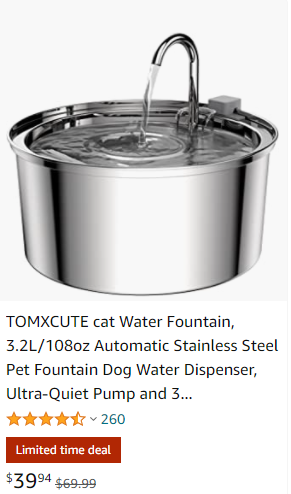 TOMXCUTE cat Water Fountain,
3.2L/108oz Automatic Stainless Steel
Pet Fountain Dog Water Dispenser,
Ultra-Quiet Pump and 3...
260
Limited time deal
$39.94 $69.99